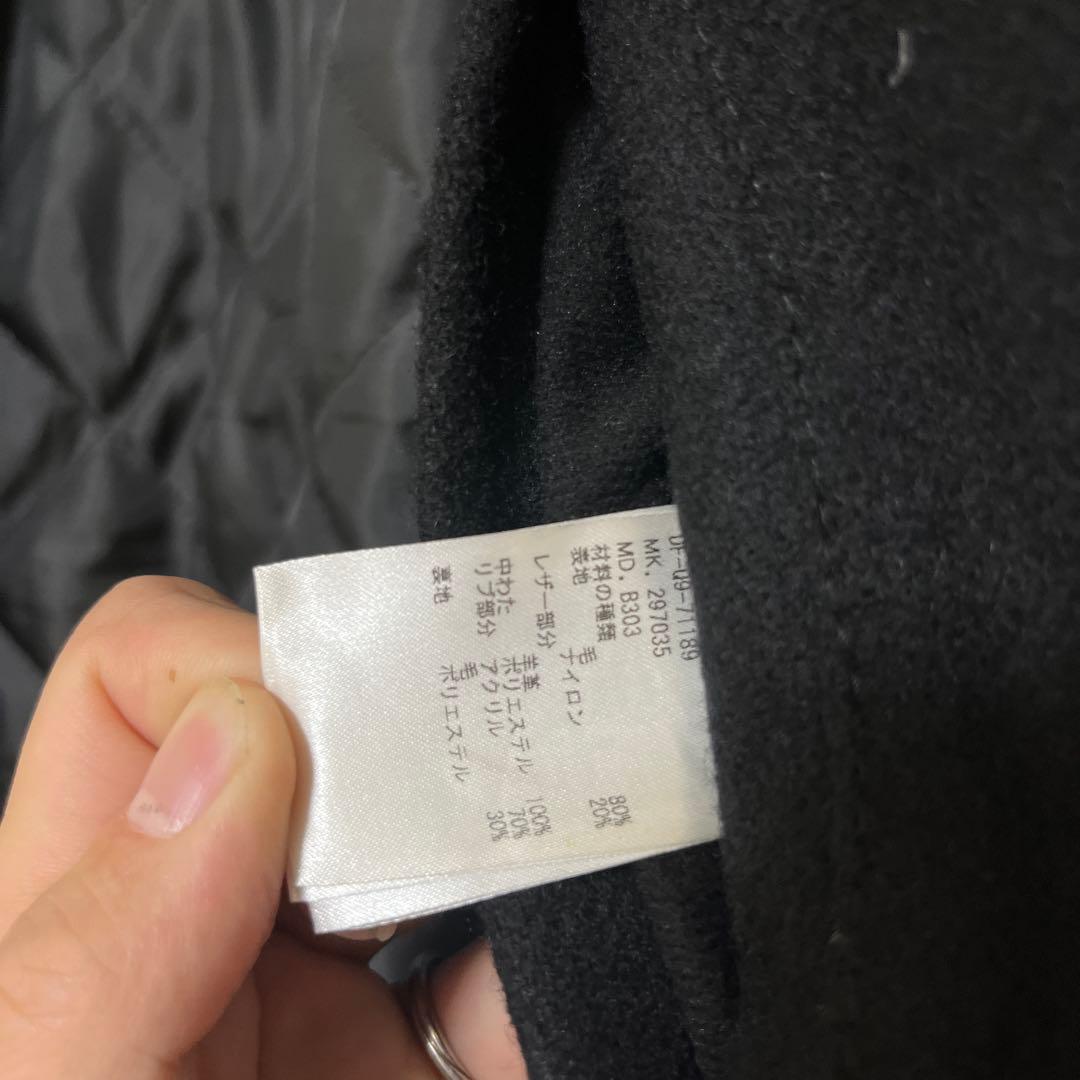 DF-Q9-71189
MK. 297035
MD. B303
材料の種類
表地 毛 80%
ナイロン 20%
レザー部分 羊革
中わた ポリエステル 100%
リブ部分 アクリル 70%
毛 30%
裏地 ポリエステル